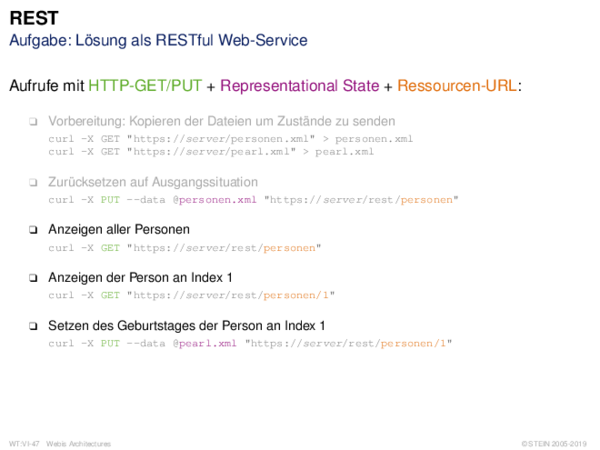 REST
Aufgabe: Lösung als RESTful Web-Service
Aufrufe mit HTTP-GET/PUT + Representational State + Ressourcen-URL:
❑ Vorbereitung: Kopieren der Dateien um Zustände zu senden
curl -X GET "https://server/personen.xml" > personen.xml
curl -X GET "https://server/pearl.xml" > pearl.xml
❑ Zurücksetzen auf Ausgangssituation
curl -X PUT --data @personen.xml "https://server/rest/personen"
❑ Anzeigen aller Personen
curl -X GET "https://server/rest/personen"
❑ Anzeigen der Person an Index 1
curl -X GET "https://server/rest/personen/1"
❑ Setzen des Geburtstages der Person an Index 1
curl -X PUT --data @pearl.xml "https://server/rest/personen/1"
WT:VI-47 Webis Architectures © STEIN 2005-2019